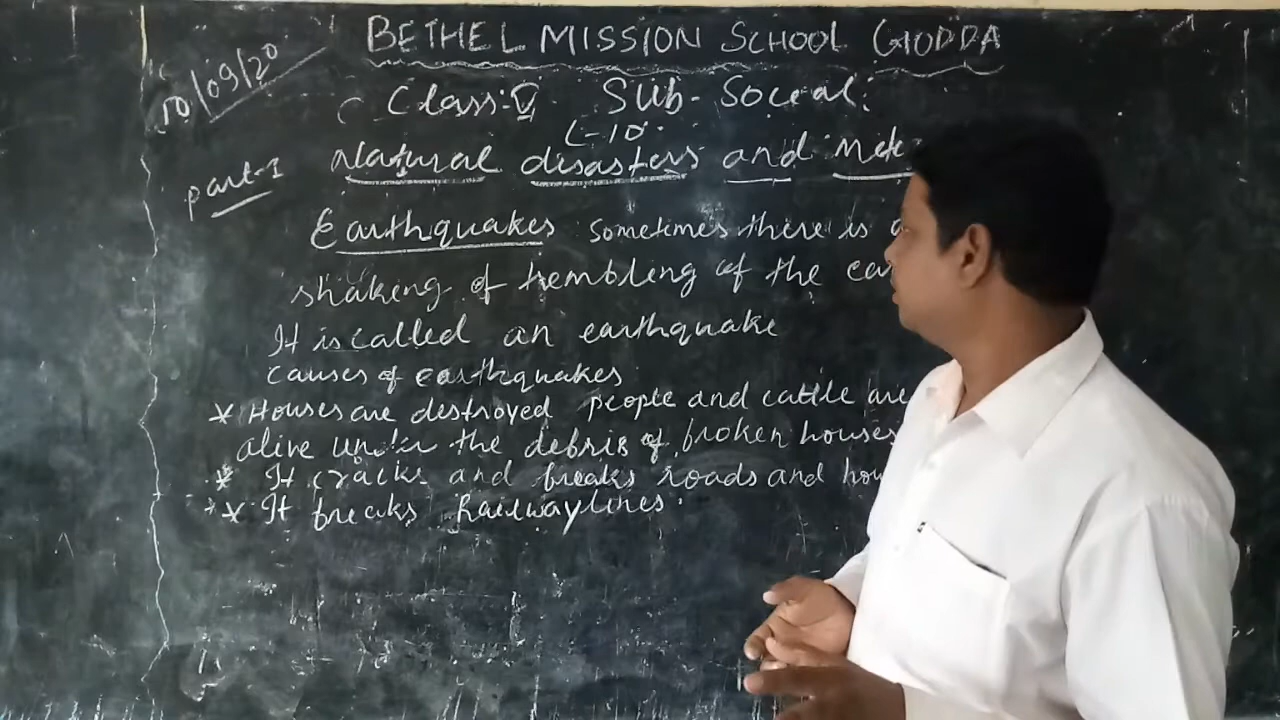 BETHEL MISSION SCHOOL GODDA
10/09/20
Class:-V Sub- Social:
L-10.
part-1
Natural disasters and
Earthquakes sometimes there is a
shaking of trembling of the
It is called an earthquake
causes of earthquakes
* Houses are destroyed people and cattle are
alive under the debris of broken houses
* It cracks and breaks roads and
* It breaks Railwaylines.